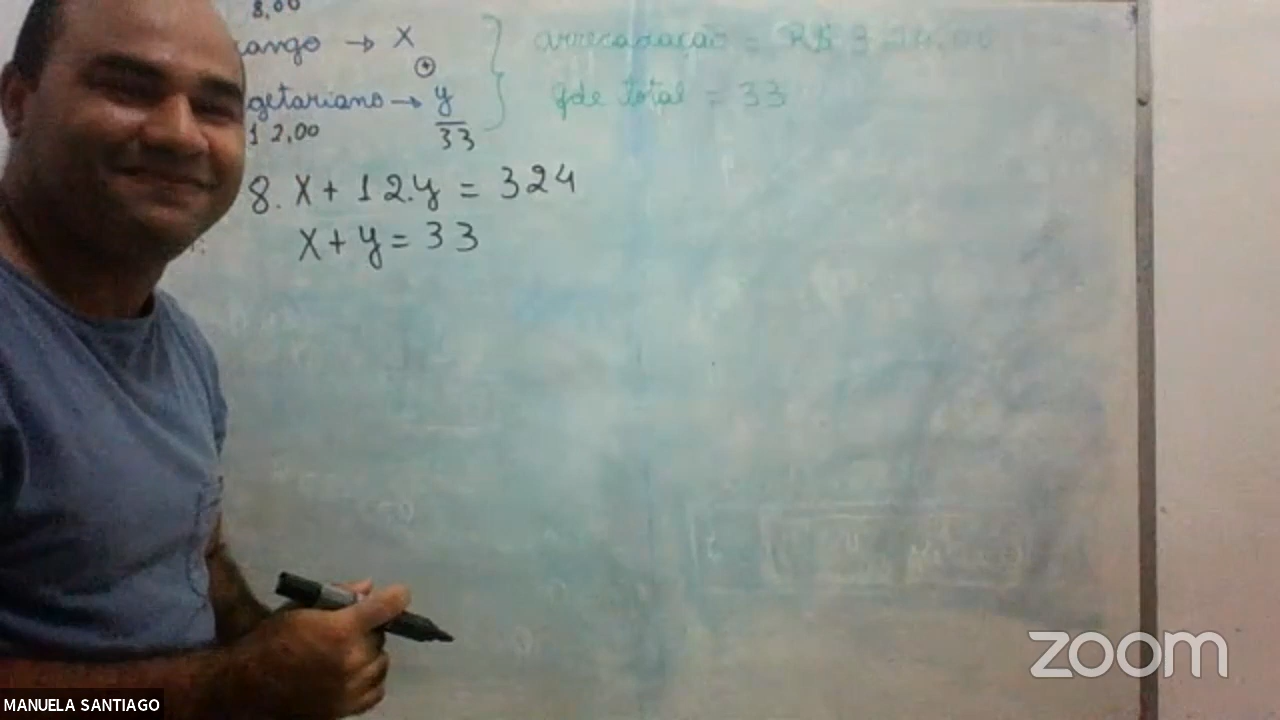 8,00
ango → x
⊕
getariano → y
12,00
33
arrecadação = R$ 324,00
qde total = 33
8.x + 12.y = 324
x + y = 33
zoom
MANUELA SANTIAGO